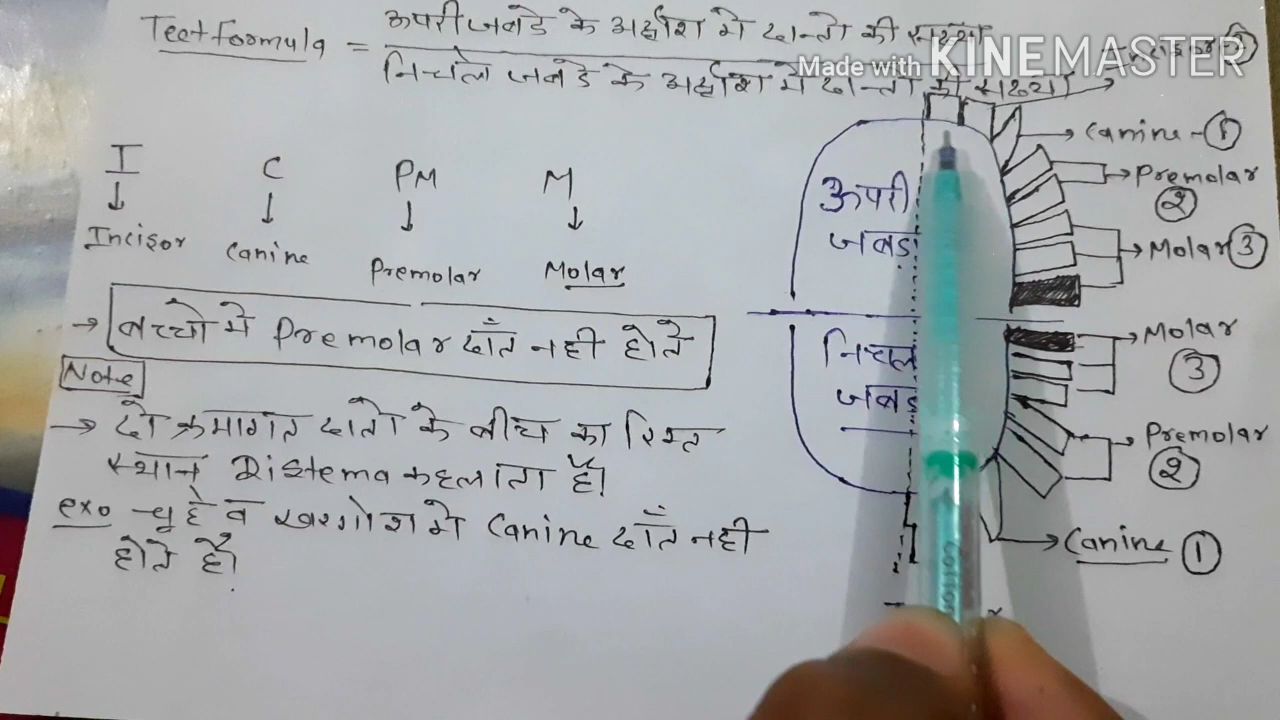 Teet formula = ऊपरी जबडे के अर्द्धांश मे दान्तो की संख्या
निचले जबडे के अर्द्धांश मे दान्तो की संख्या
Made with KINEMASTER
I C PM M
Incisor Canine Premolar Molar
→ बच्चो मे Premolar दाँत नही होते
Note
→ दो क्रमागत दातो के बीच का रिक्त
स्थान Distema कहलाता हैं।
exo चूहे व खरगोश मे Canine दाँत नही
होते हैं।
Canine - 1
Premolar
2
ऊपरी
जबड़ा
Molar 3
Molar
3
निचल
जबड
Premolar
2
Canine 1